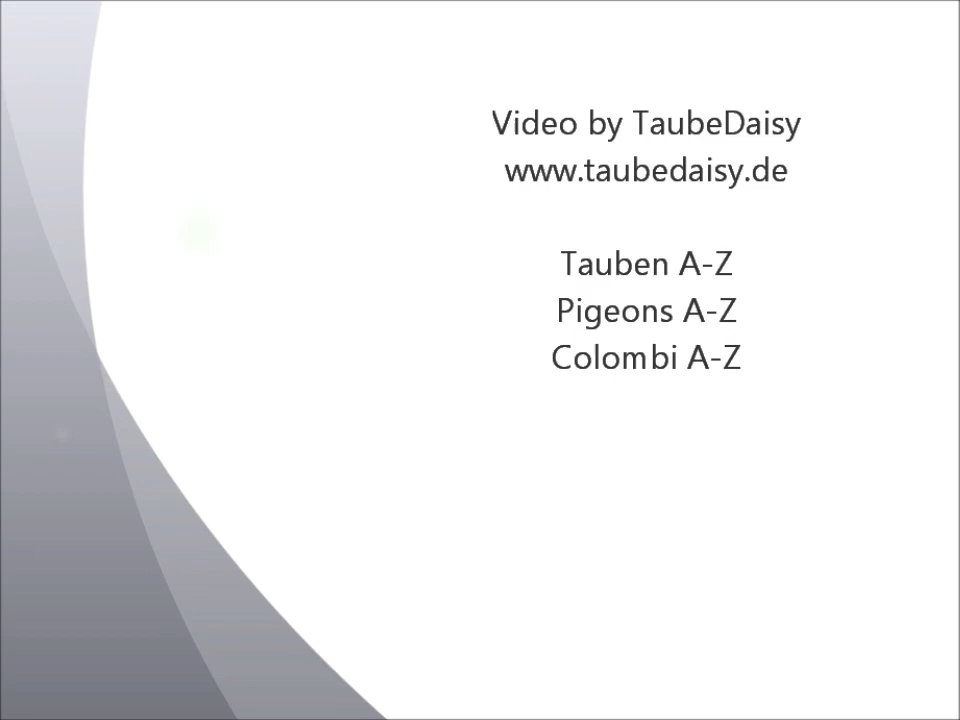 Video by TaubeDaisy
www.taubedaisy.de
Tauben A-Z
Pigeons A-Z
Colombi A-Z